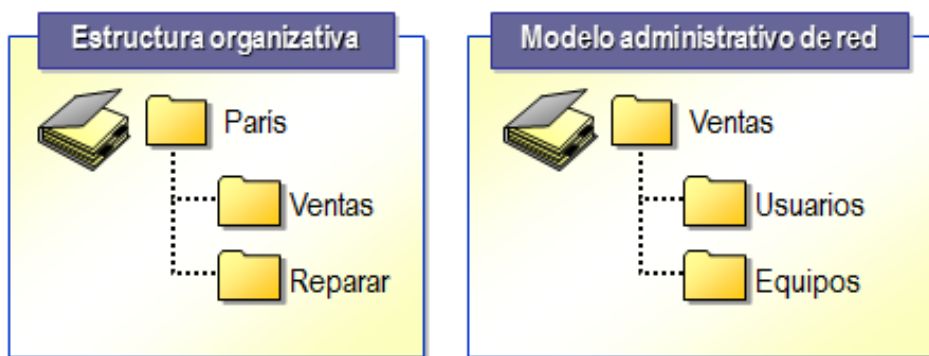 Estructura organizativa
Paris
Ventas
Reparar
Modelo administrativo de red
Ventas
Usuarios
Equipos